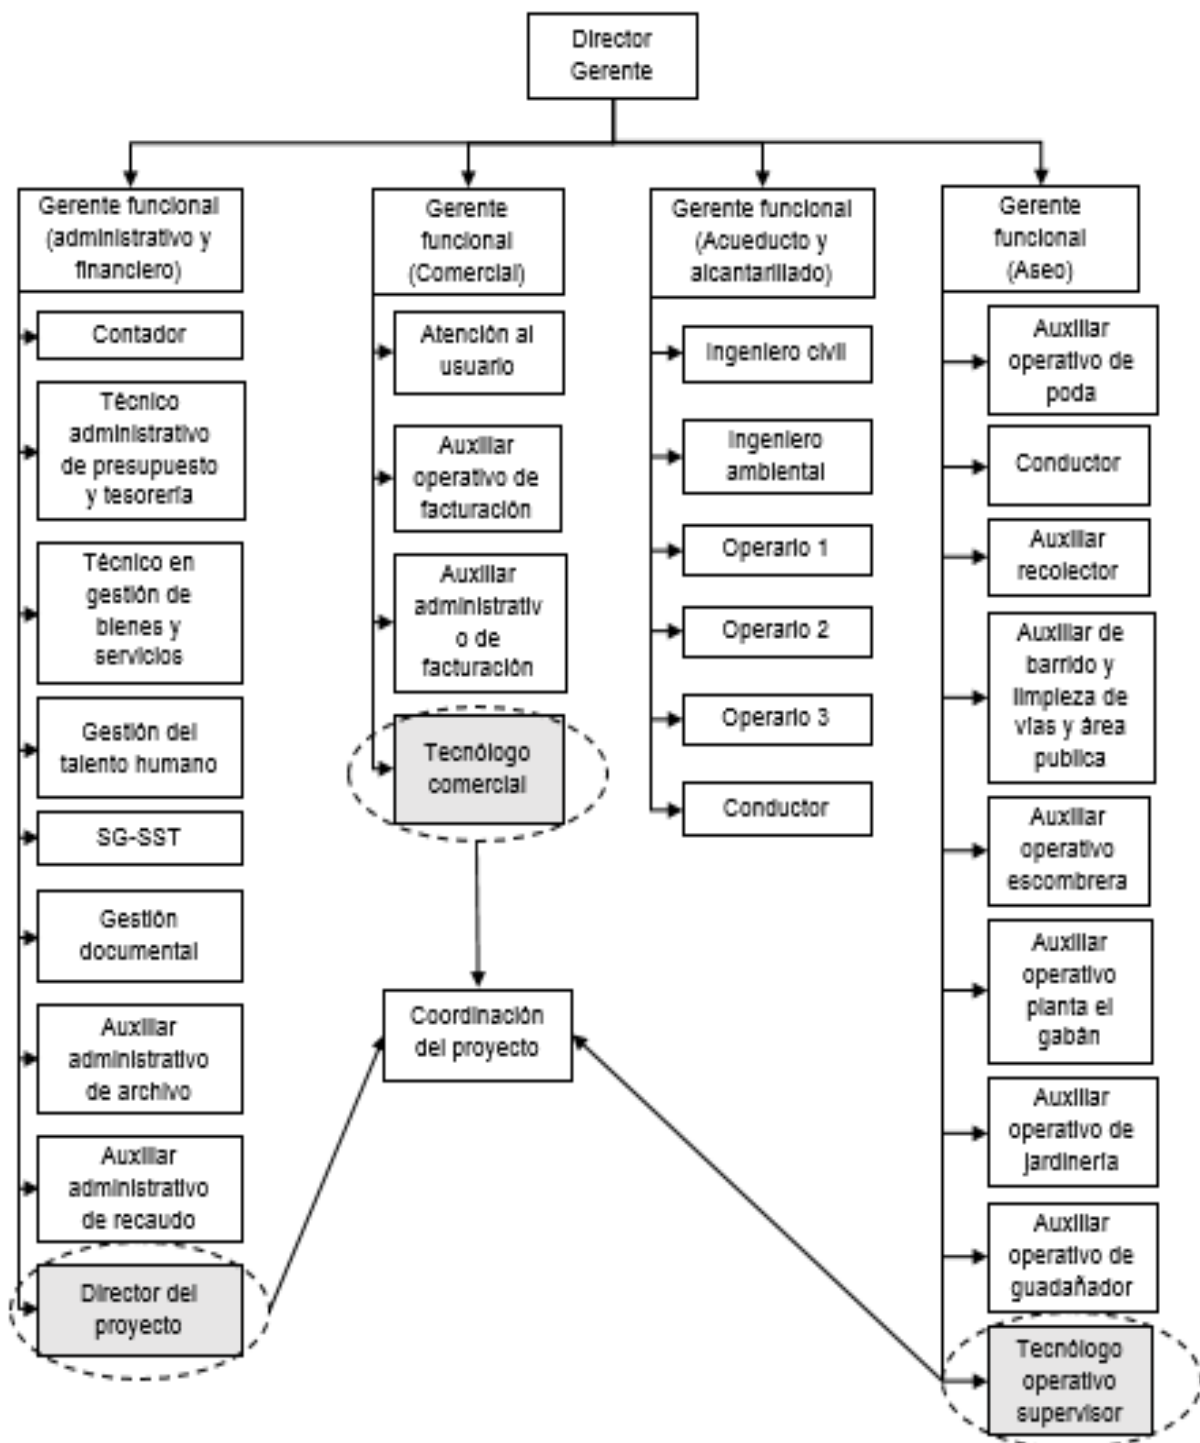 Director
Gerente
Gerente funcional
(administrativo y
financiero)
Contador
Técnico
administrativo
de presupuesto
y tesorería
Técnico en
gestión de
bienes y
servicios
Gestión del
talento humano
SG-SST
Gestión
documental
Auxiliar
administrativo
de archivo
Auxiliar
administrativo
de recaudo
Director del
proyecto
Gerente
funcional
(Comercial)
Atención al
usuario
Auxiliar
operativo de
facturación
Auxiliar
administrativ
o de
facturación
Tecnólogo
comercial
Coordinación
del proyecto
Gerente funcional
(Acueducto y
alcantarillado)
Ingeniero civil
Ingeniero
ambiental
Operario 1
Operario 2
Operario 3
Conductor
Gerente
funcional
(Aseo)
Auxiliar
operativo de
poda
Conductor
Auxiliar
recolector
Auxiliar de
barrido y
limpieza de
vías y área
publica
Auxiliar
operativo
escombrera
Auxiliar
operativo
planta el
gabán
Auxiliar
operativo de
jardinería
Auxiliar
operativo de
guadañador
Tecnólogo
operativo
supervisor